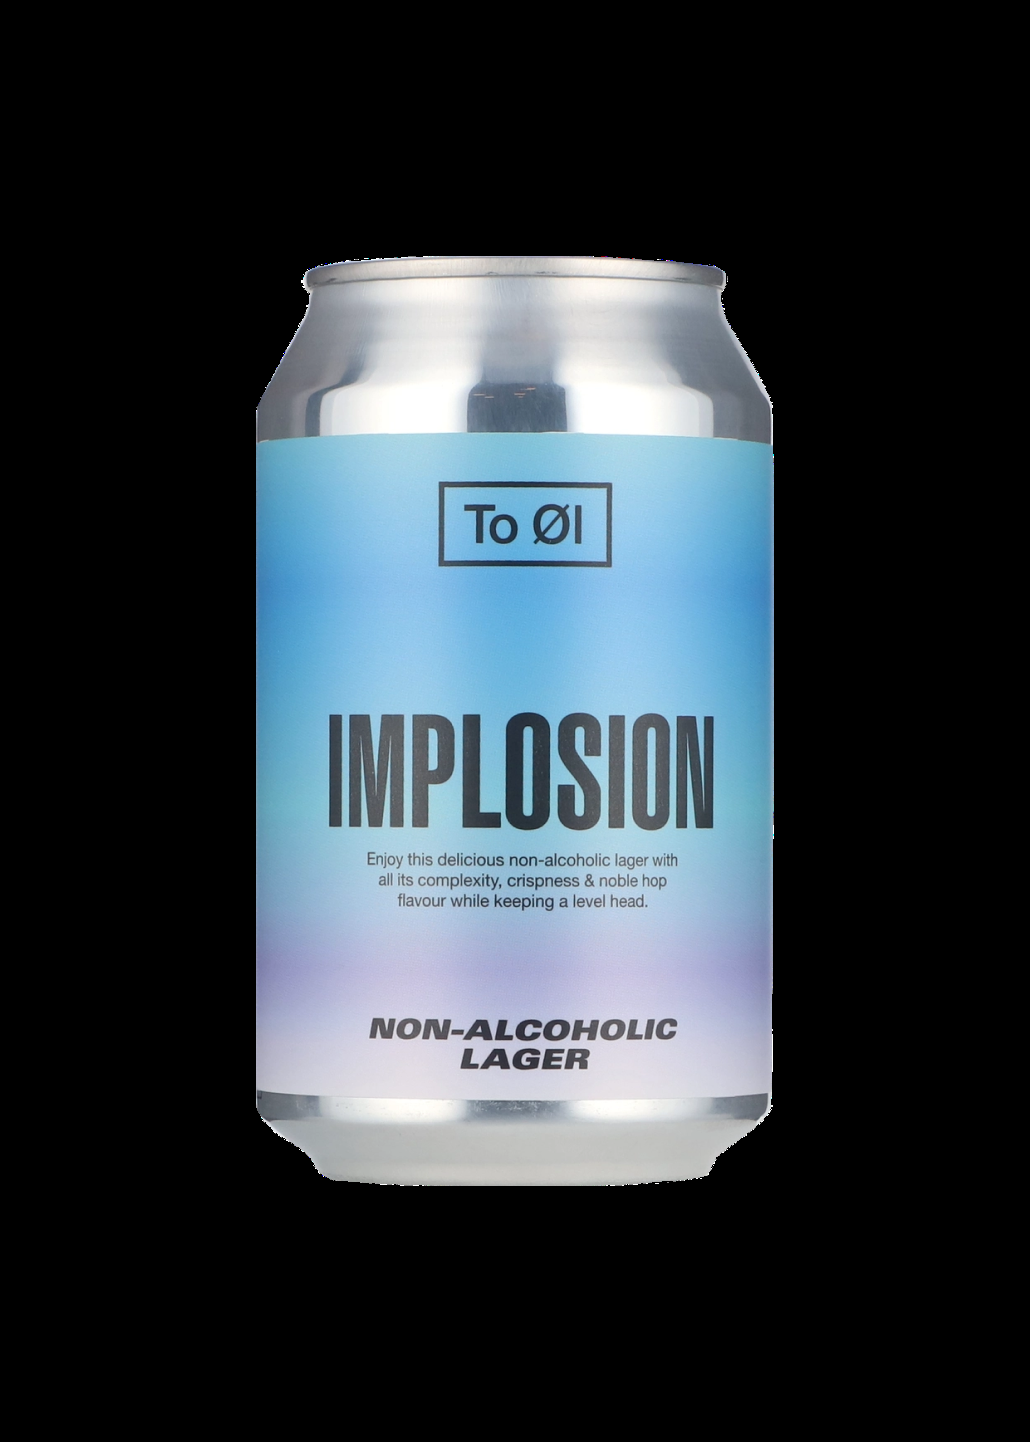 To Øl
IMPLOSION
Enjoy this delicious non-alcoholic lager with
all its complexity, crispness & noble hop
flavour while keeping a level head.
NON-ALCOHOLIC
LAGER